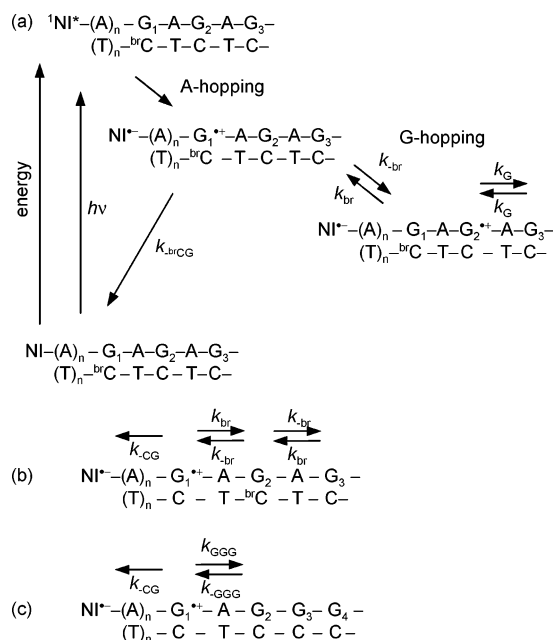 (a) ¹NI*–(A)ₙ–G₁–A–G₂–A–G₃–
(T)ₙ–ᵇʳC–T–C–T–C–
A-hopping
NI•−–(A)ₙ–G₁•+–A–G₂–A–G₃–
(T)ₙ–ᵇʳC – T–C–T–C–
G-hopping
k-br
kbr
kG
kG
NI•−–(A)ₙ–G₁–A–G₂•+–A–G₃–
(T)ₙ–ᵇʳC–T–C – T–C–
energy
hν
k-brCG
NI–(A)ₙ–G₁–A–G₂–A–G₃–
(T)ₙ–ᵇʳC–T–C–T–C–
kbr k-br
k-CG k-br kbr
(b) NI•−–(A)ₙ–G₁•+–A–G₂–A–G₃–
(T)ₙ–C – T–ᵇʳC–T–C–
kGGG
k-CG k-GGG
(c) NI•−–(A)ₙ–G₁•+–A–G₂–G₃–G₄–
(T)ₙ–C – T–C–C–C–